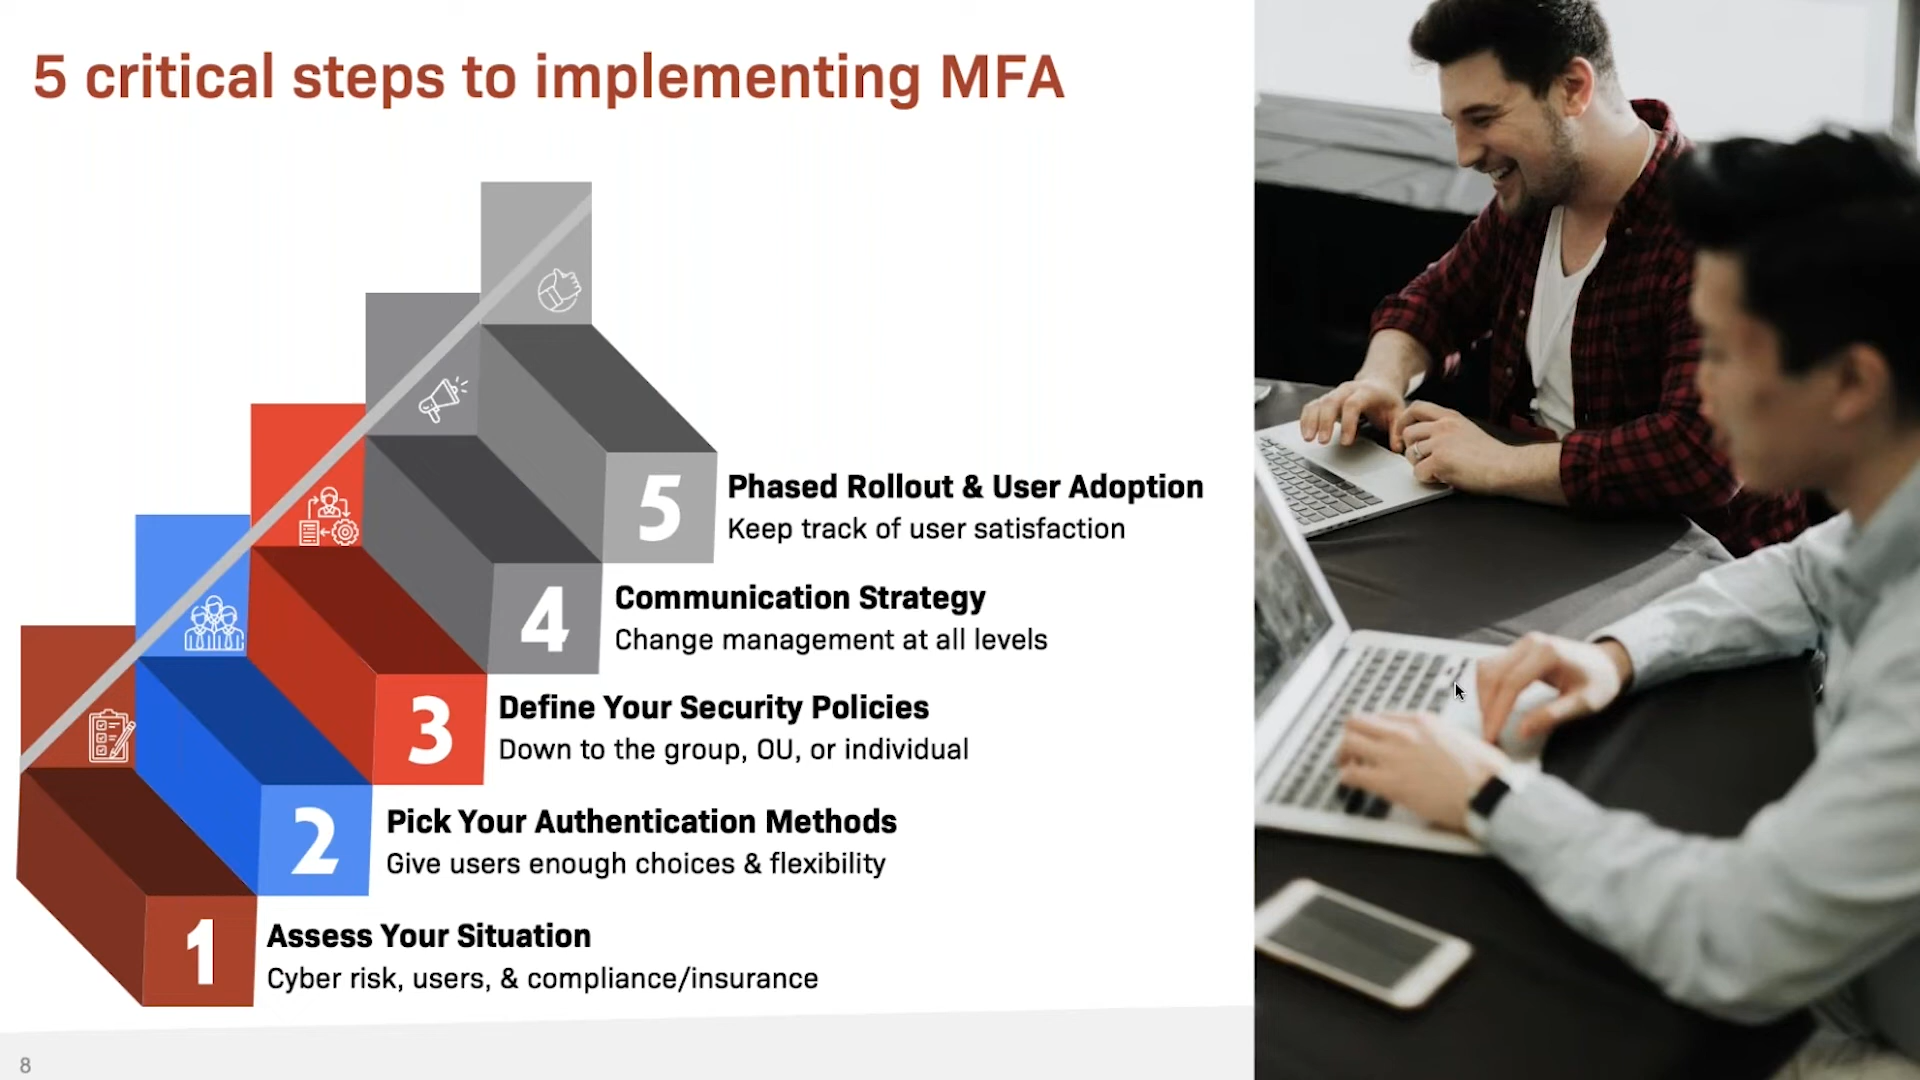 5 critical steps to implementing MFA
5
Phased Rollout & User Adoption
Keep track of user satisfaction
4
Communication Strategy
Change management at all levels
3
Define Your Security Policies
Down to the group, OU, or individual
2
Pick Your Authentication Methods
Give users enough choices & flexibility
1
Assess Your Situation
Cyber risk, users, & compliance/insurance
8